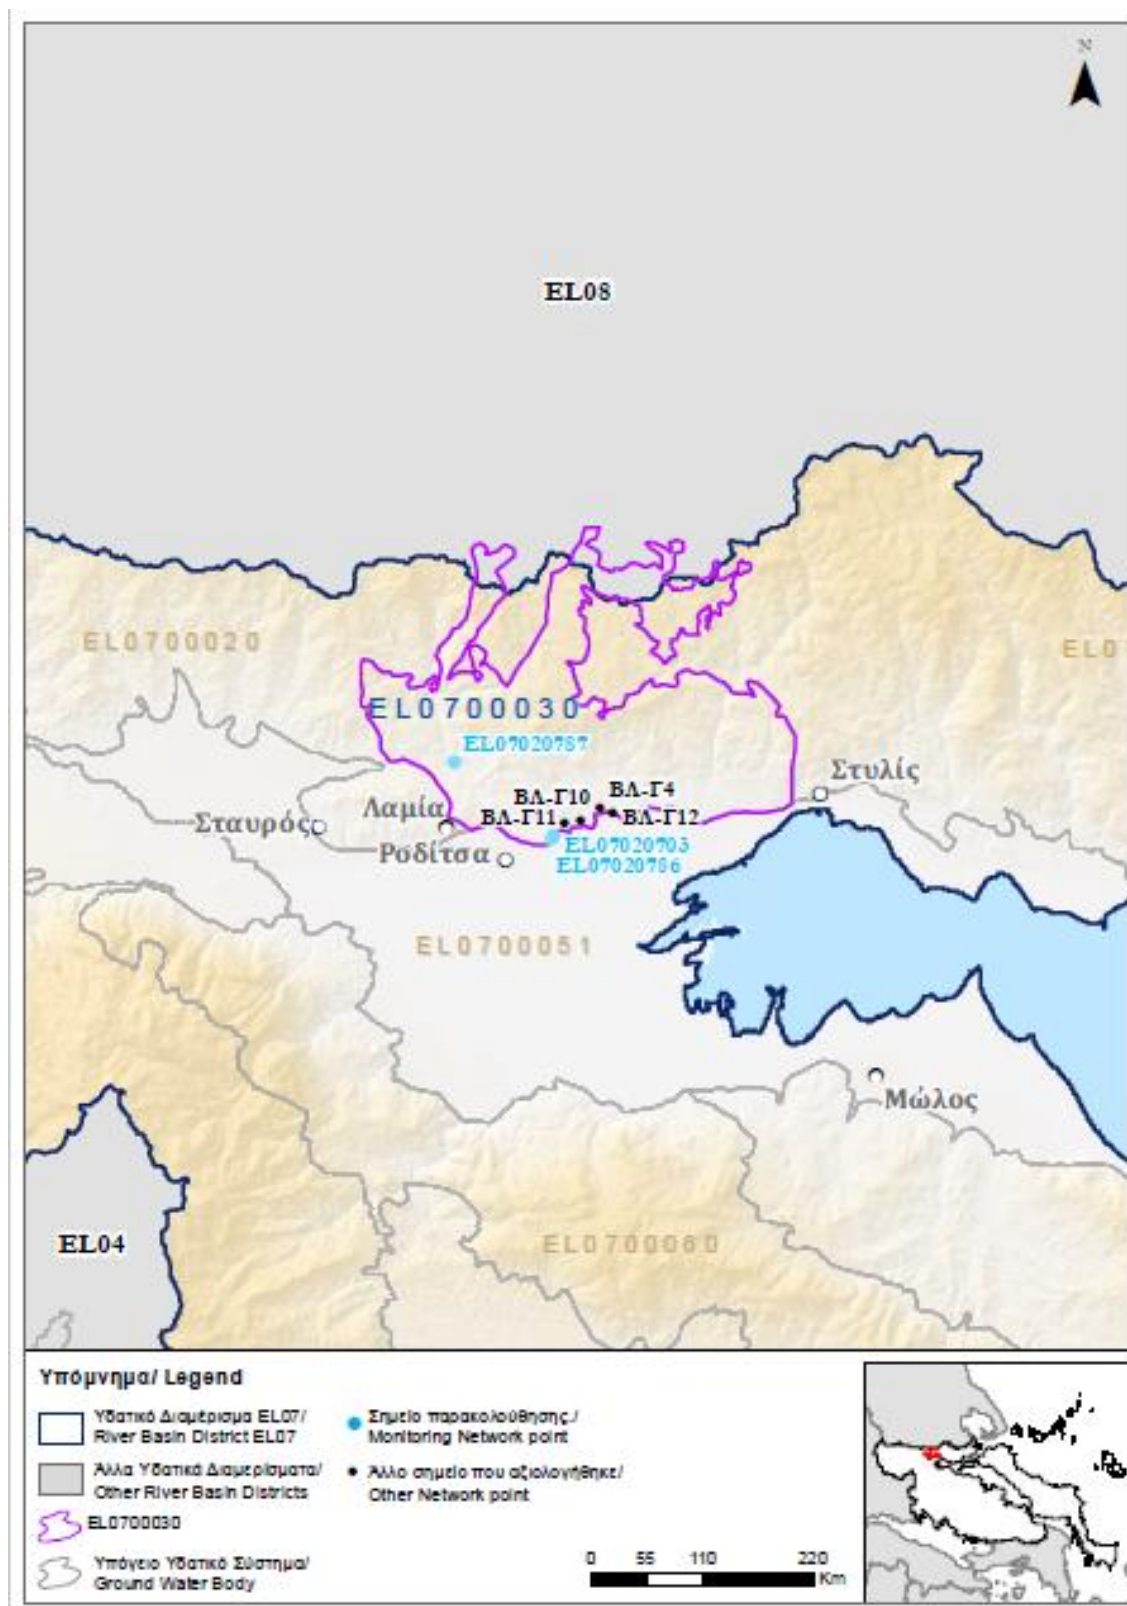 N
EL08
EL0700020
EL0
EL0700030
EL07020787
Στυλίς
ΒΛ-Γ10
ΒΛ-Γ4
Λαμία
ΒΛ-Γ11
ΒΛ-Γ12
Σταυρός
Ροδίτσα
EL07020703
EL07020786
EL0700051
Μώλος
EL04
EL0700060
Υπόμνημα/ Legend
Υδατικό Διαμέρισμα EL07/
River Basin District EL07
Άλλα Υδατικά Διαμερίσματα/
Other River Basin Districts
EL0700030
Υπόγειο Υδατικό Σύστημα/
Ground Water Body
Σημείο παρακολούθησης./
Monitoring Network point
Άλλο σημείο που αξιολογήθηκε/
Other Network point
0 55 110 220
Km